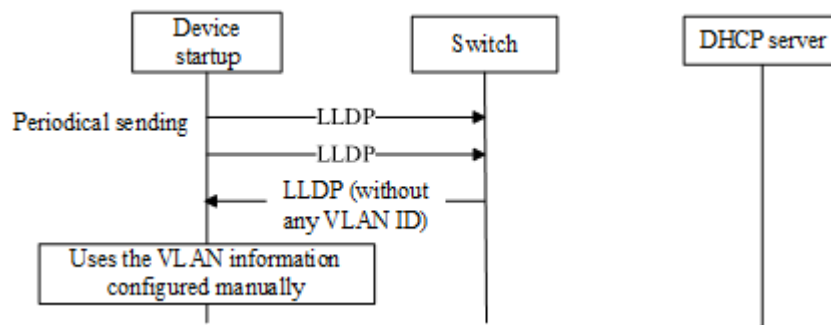 Device
startup
Switch
DHCP server
Periodical sending
LLDP
LLDP
LLDP (without
any VLAN ID)
Uses the VLAN information
configured manually